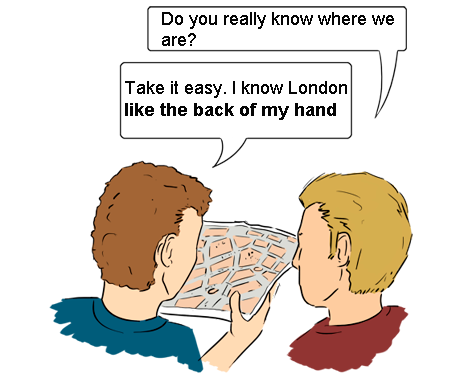 Do you really know where we
are?
Take it easy. I know London
like the back of my hand